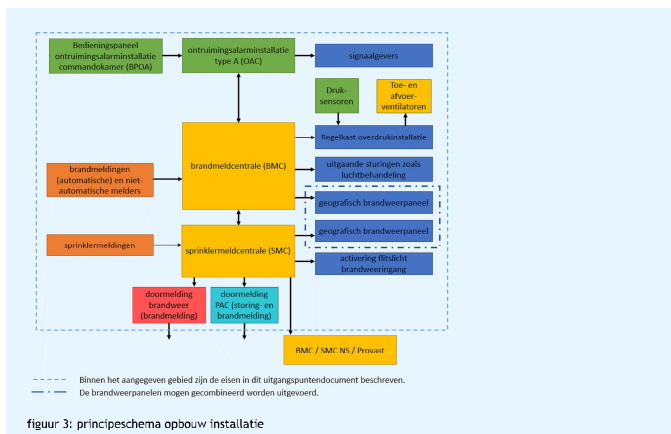 Bedieningspaneel
ontruimingsalarminstallatie
commandokamer (BPOA)
ontruimingsalarminstallatie
type A (OAC)
signaalgevers
Druk-
sensoren
Toe- en
afvoer-
ventilatoren
brandmeldcentrale (BMC)
Regelkast overdrukinstallatie
uitgaande sturingen zoals
luchtbehandeling
brandmeldingen
(automatische) en niet-
automatische melders
geografisch brandweerpaneel
geografisch brandweerpaneel
sprinklermeldingen
sprinklermeldcentrale (SMC)
activering flitslicht
brandweeringang
doormelding
brandweer
(brandmelding)
doormelding
PAC (storing- en
brandmelding)
BMC / SMC NS / Provast
Binnen het aangegeven gebied zijn de eisen in dit uitgangspuntendocument beschreven.
De brandweerpanelen mogen gecombineerd worden uitgevoerd.
figuur 3: principeschema opbouw installatie